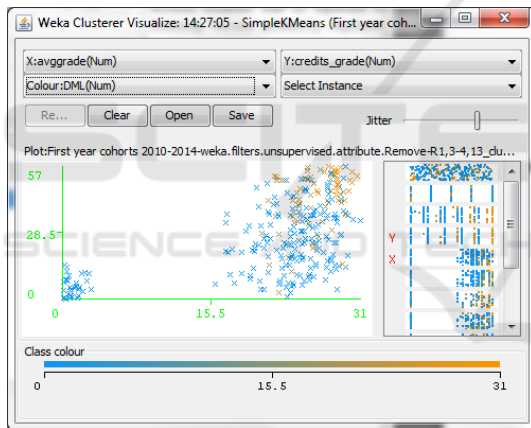 Weka Clusterer Visualize: 14:27:05 - SimpleKMeans (First year coh...
X:avggrade(Num)
Y:credits_grade(Num)
Colour:DML(Num)
Select Instance
Re...
Clear
Open
Save
Jitter
Plot:First year cohorts 2010-2014-weka.filters.unsupervised.attribute.Remove-R1,3-4,13_clu...
57
28.5
0
0
15.5
31
Y
X
Class colour
0
15.5
31
SCIENCE AND